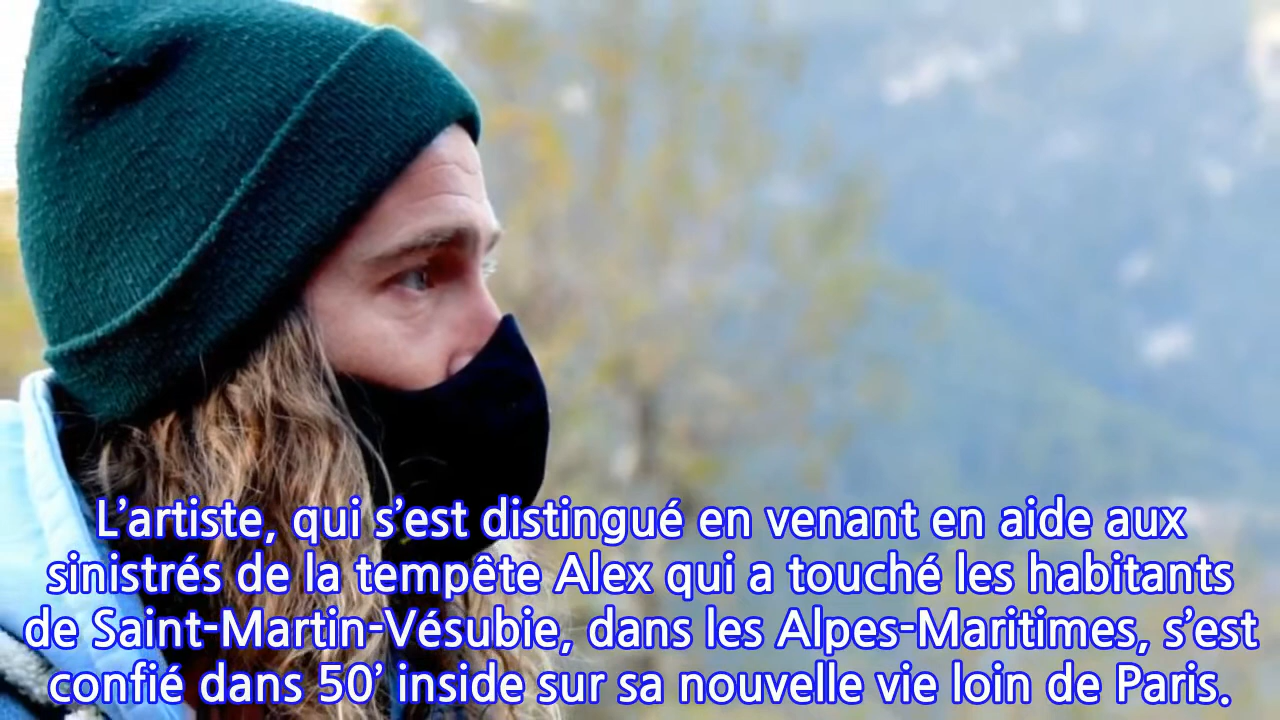 L’artiste, qui s’est distingué en venant en aide aux
sinistrés de la tempête Alex qui a touché les habitants
de Saint-Martin-Vésubie, dans les Alpes-Maritimes, s’est
confié dans 50’ inside sur sa nouvelle vie loin de Paris.